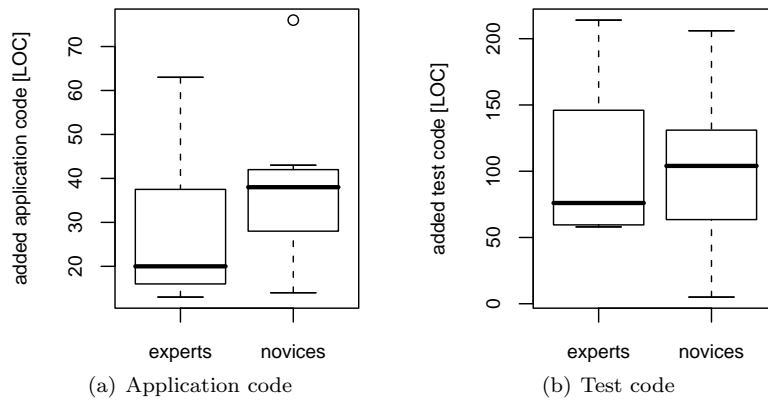 added application code [LOC]
70
60
50
40
30
20
experts
novices
(a) Application code
added test code [LOC]
200
150
100
50
0
experts
novices
(b) Test code